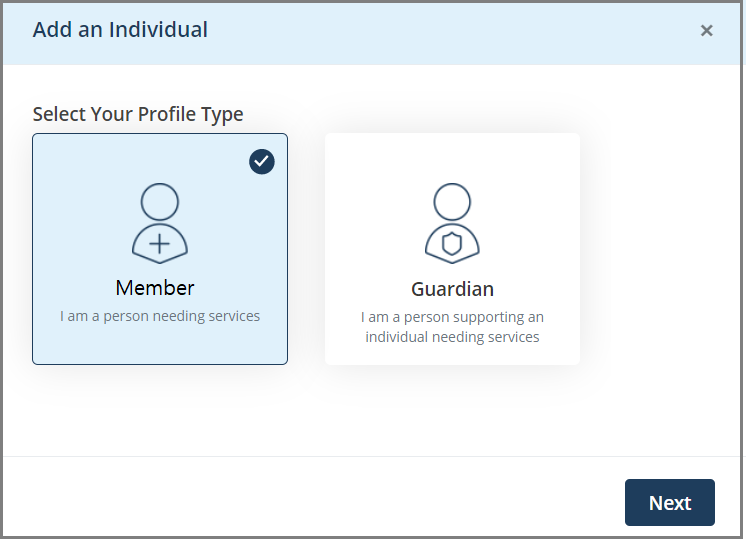 Add an Individual
Select Your Profile Type
Member
I am a person needing services
Guardian
I am a person supporting an
individual needing services
Next